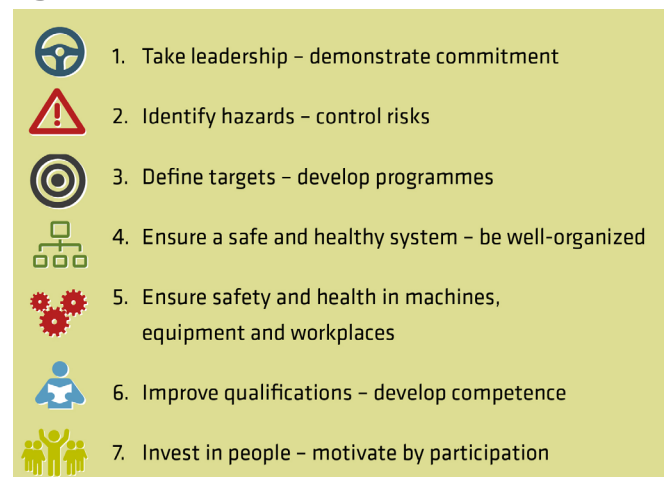 1. Take leadership – demonstrate commitment
2. Identify hazards – control risks
3. Define targets – develop programmes
4. Ensure a safe and healthy system – be well-organized
5. Ensure safety and health in machines,
equipment and workplaces
6. Improve qualifications – develop competence
7. Invest in people – motivate by participation